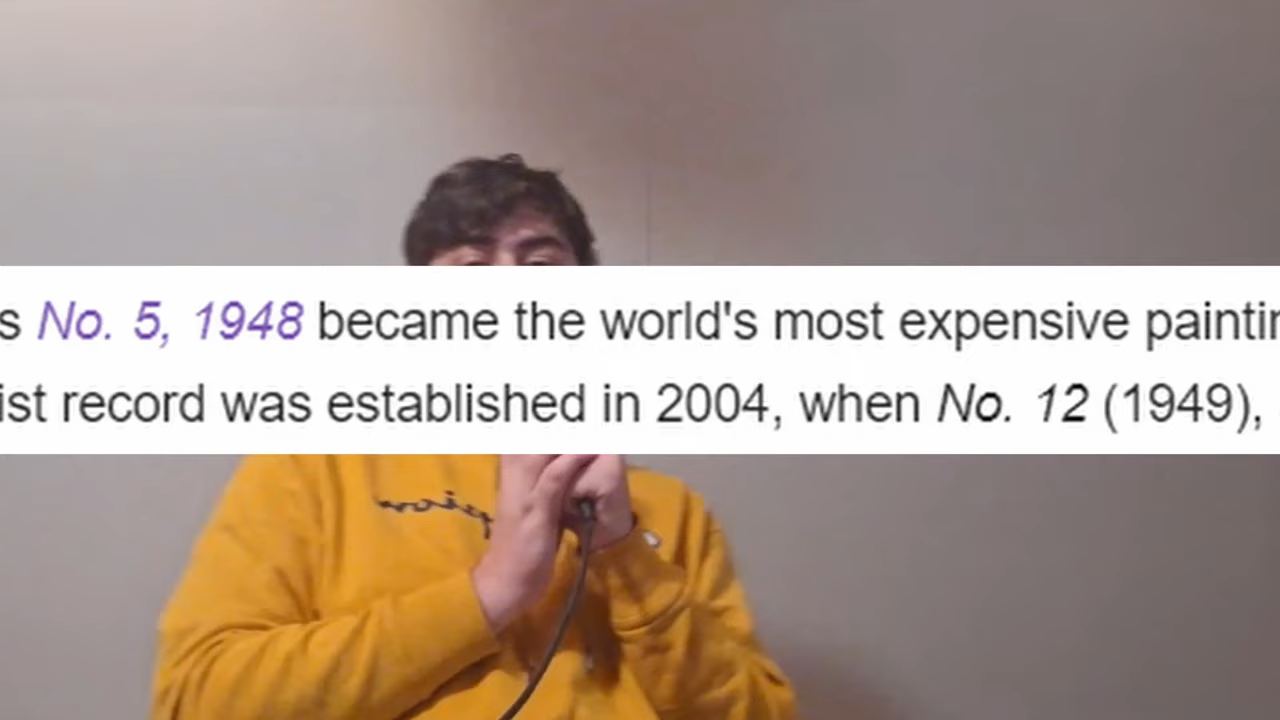 s No. 5, 1948 became the world's most expensive paintin
ist record was established in 2004, when No. 12 (1949),